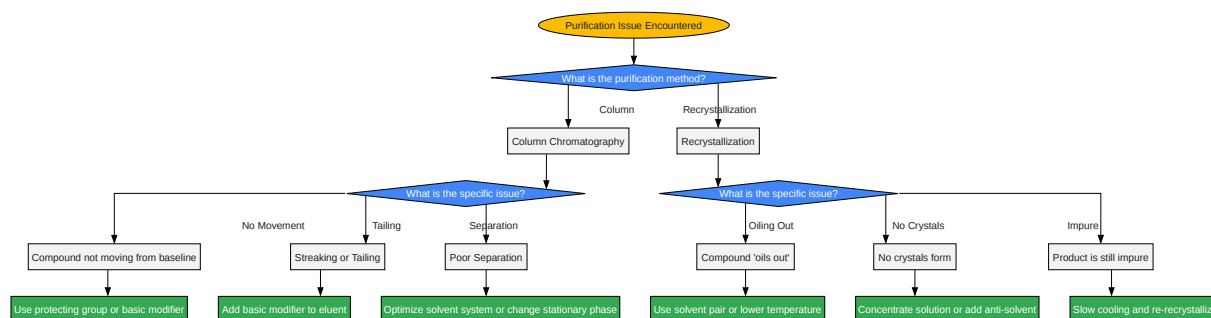 Purification Issue Encountered
What is the purification method?
Column
Recrystallization
Column Chromatography
Recrystallization
What is the specific issue?
What is the specific issue?
No Movement
Tailing
Separation
Oiling Out
No Crystals
Impure
Compound not moving from baseline
Streaking or Tailing
Poor Separation
Compound 'oils out'
No crystals form
Product is still impure
Use protecting group or basic modifier
Add basic modifier to eluent
Optimize solvent system or change stationary phase
Use solvent pair or lower temperature
Concentrate solution or add anti-solvent
Slow cooling and